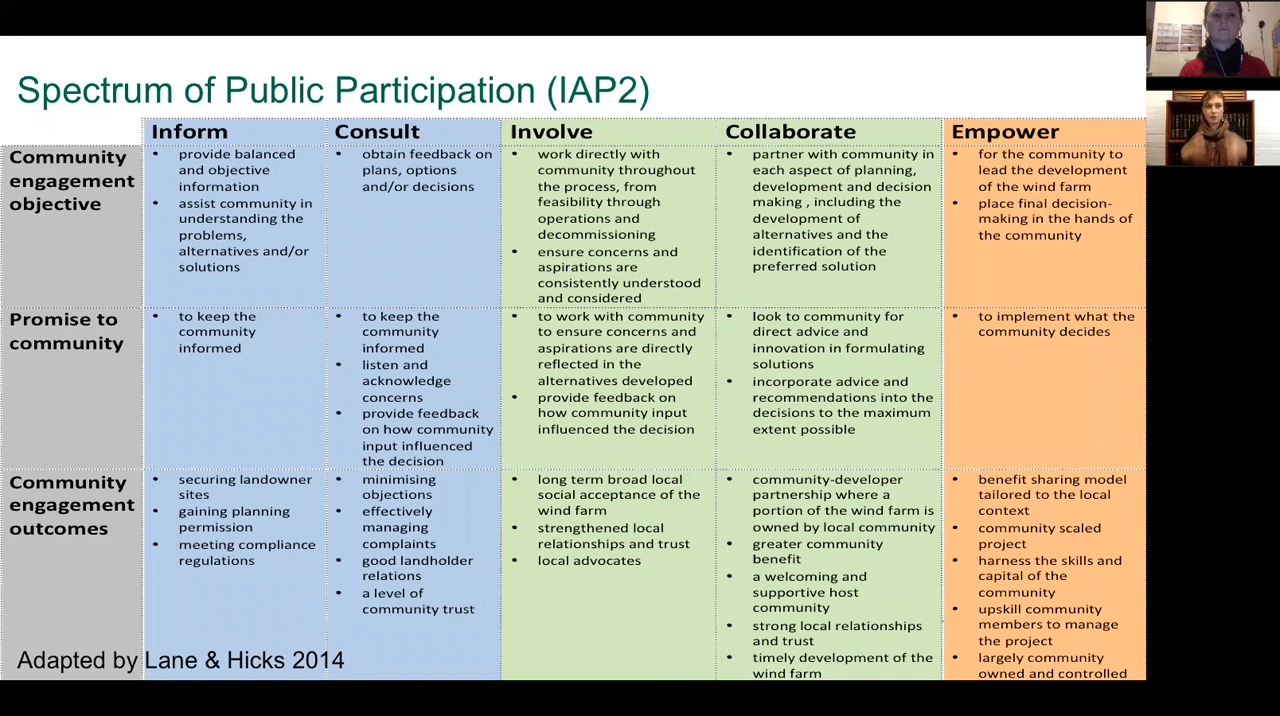 Spectrum of Public Participation (IAP2)
Inform
Consult
Involve
Collaborate
Empower
Community
engagement
objective
• provide balanced
and objective
information
• assist community in
understanding the
problems,
alternatives and/or
solutions
• obtain feedback on
plans, options
and/or decisions
• work directly with
community throughout
the process, from
feasibility through
operations and
decommissioning
• ensure concerns and
aspirations are
consistently understood
and considered
• partner with community in
each aspect of planning,
development and decision
making , including the
development of
alternatives and the
identification of the
preferred solution
• for the community to
lead the development
of the wind farm
• place final decision-
making in the hands of
the community
Promise to
community
• to keep the
community
informed
• to keep the
community
informed
• listen and
acknowledge
concerns
• provide feedback
on how community
input influenced
the decision
• to work with community
to ensure concerns and
aspirations are directly
reflected in the
alternatives developed
• provide feedback on
how community input
influenced the decision
• look to community for
direct advice and
innovation in formulating
solutions
• incorporate advice and
recommendations into the
decisions to the maximum
extent possible
• to implement what the
community decides
Community
engagement
outcomes
• securing landowner
sites
• gaining planning
permission
• meeting compliance
regulations
• minimising
objections
• effectively
managing
complaints
• good landholder
relations
• a level of
community trust
• long term broad local
social acceptance of the
wind farm
• strengthened local
relationships and trust
• local advocates
• community-developer
partnership where a
portion of the wind farm is
owned by local community
• greater community
benefit
• a welcoming and
supportive host
community
• strong local relationships
and trust
• timely development of the
wind farm
• benefit sharing model
tailored to the local
context
• community scaled
project
• harness the skills and
capital of the
community
• upskill community
members to manage
the project
• largely community
owned and controlled
Adapted by Lane & Hicks 2014